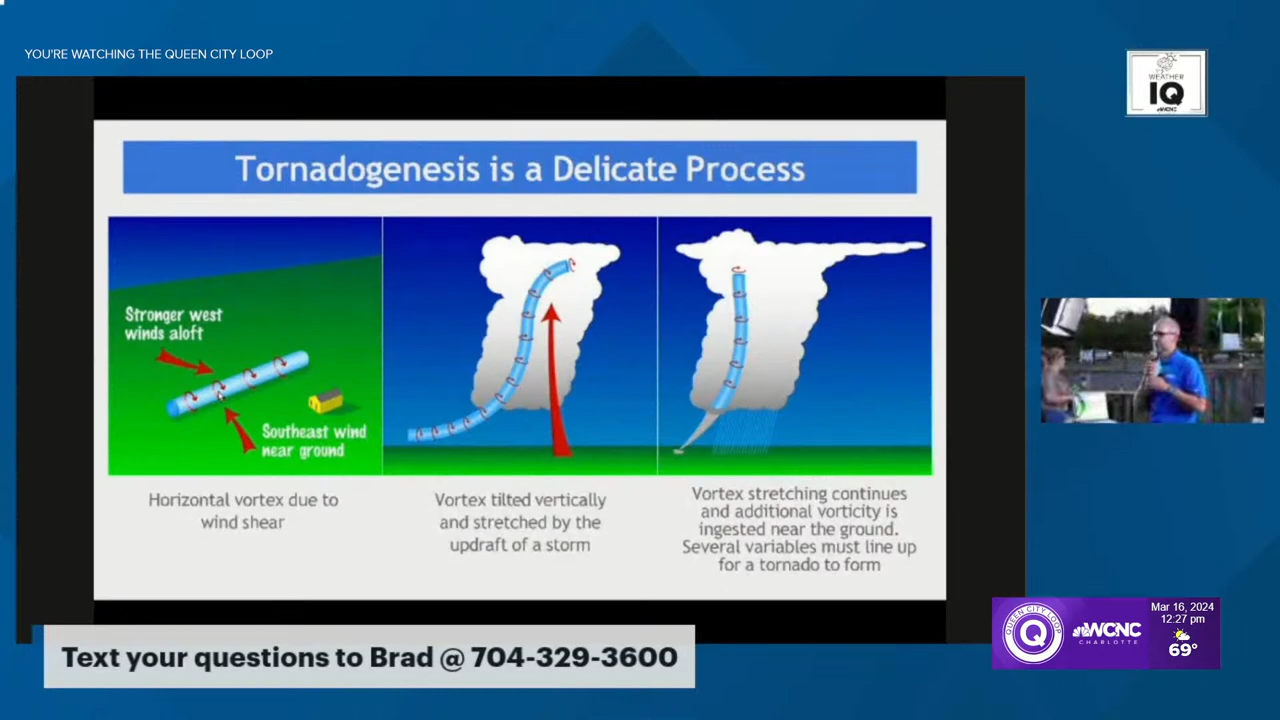 YOU'RE WATCHING THE QUEEN CITY LOOP
WEATHER
IQ
WCNC
Tornadogenesis is a Delicate Process
Stronger west
winds aloft
Southeast wind
near ground
Horizontal vortex due to
wind shear
Vortex tilted vertically
and stretched by the
updraft of a storm
Vortex stretching continues
and additional vorticity is
ingested near the ground.
Several variables must line up
for a tornado to form
Text your questions to Brad @ 704-329-3600
QUEEN CITY LOOP
Q
WCNC
CHARLOTTE
Mar 16, 2024
12:27 pm
69°